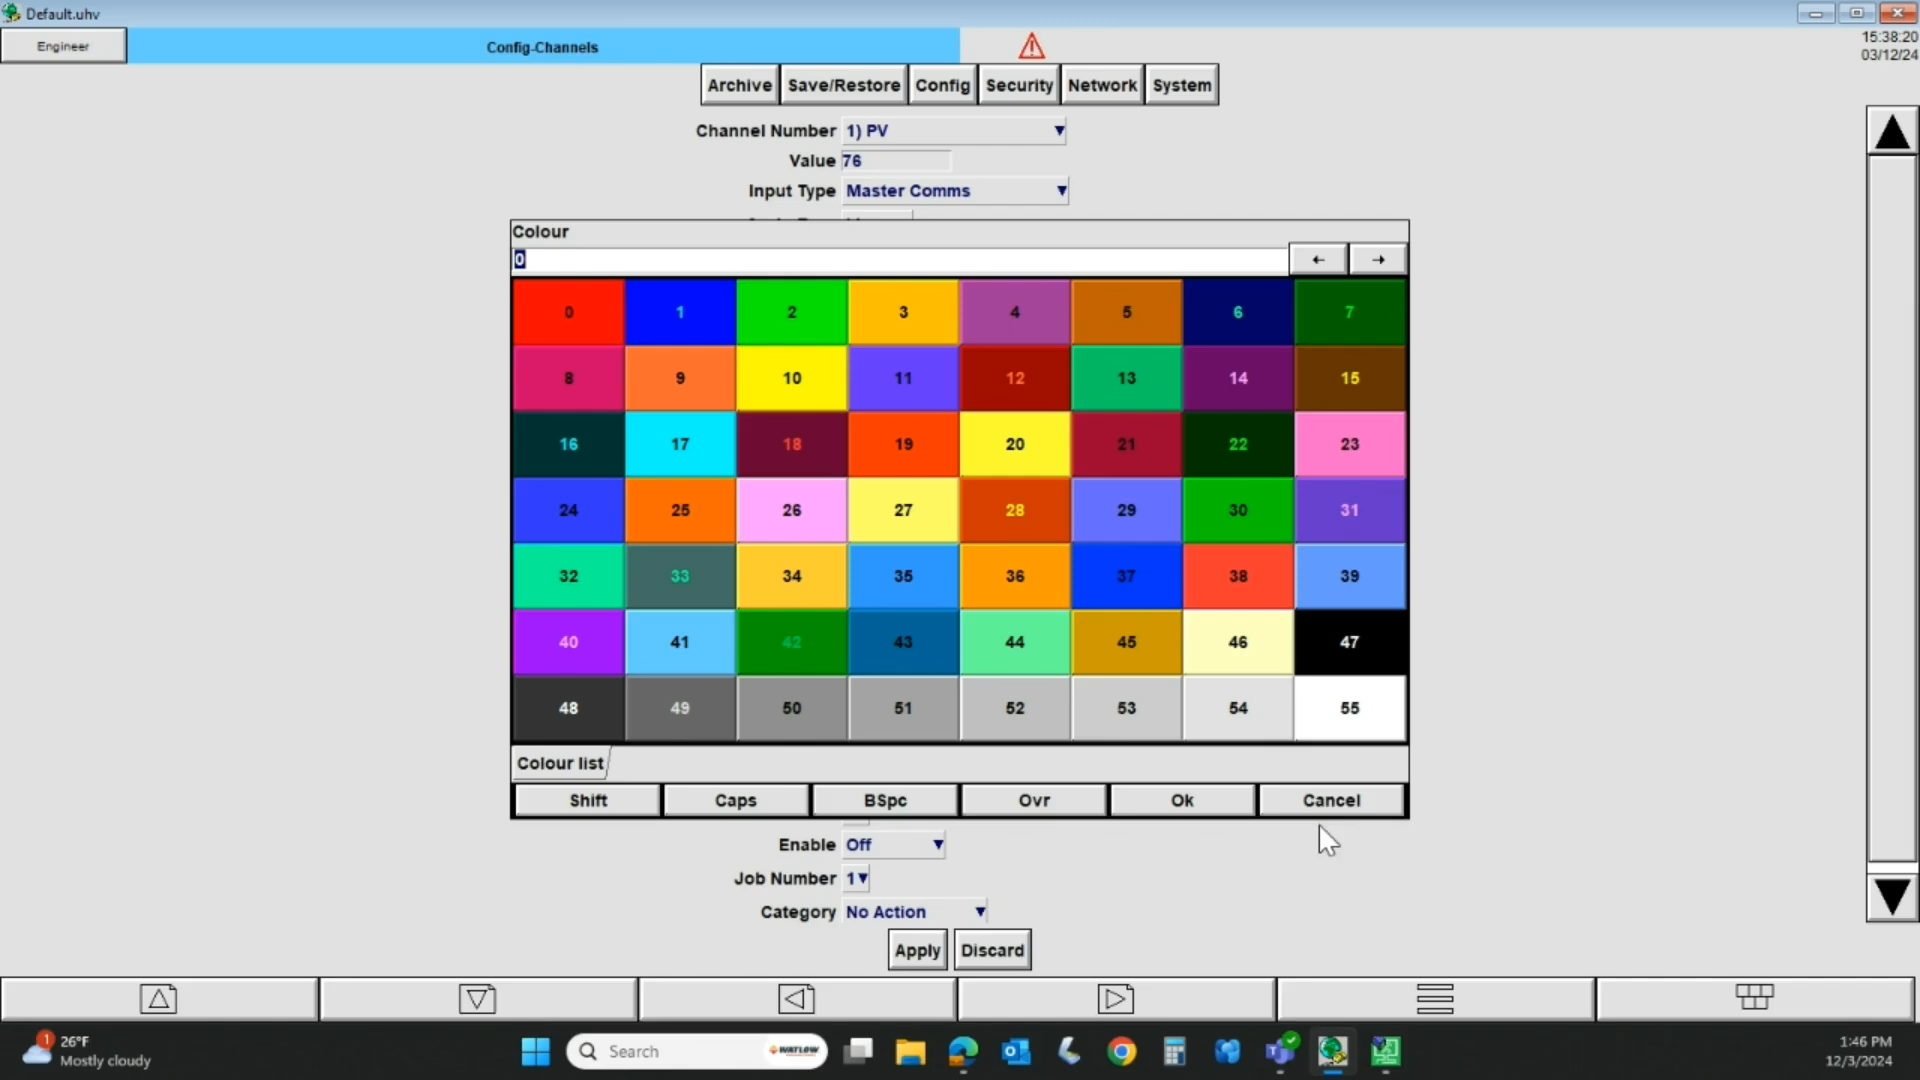 Default.uhv
Engineer
Config-Channels
15:38:20
03/12/24
Archive Save/Restore Config Security Network System
Channel Number 1) PV
Value 76
Input Type Master Comms
Colour
0
← →
0 1 2 3 4 5 6 7
8 9 10 11 12 13 14 15
16 17 18 19 20 21 22 23
24 25 26 27 28 29 30 31
32 33 34 35 36 37 38 39
40 41 42 43 44 45 46 47
48 49 50 51 52 53 54 55
Colour list
Shift Caps BSpc Ovr Ok Cancel
Enable Off
Job Number 1
Category No Action
Apply Discard
1
26°F
Mostly cloudy
Search
WATLOW
1:46 PM
12/3/2024